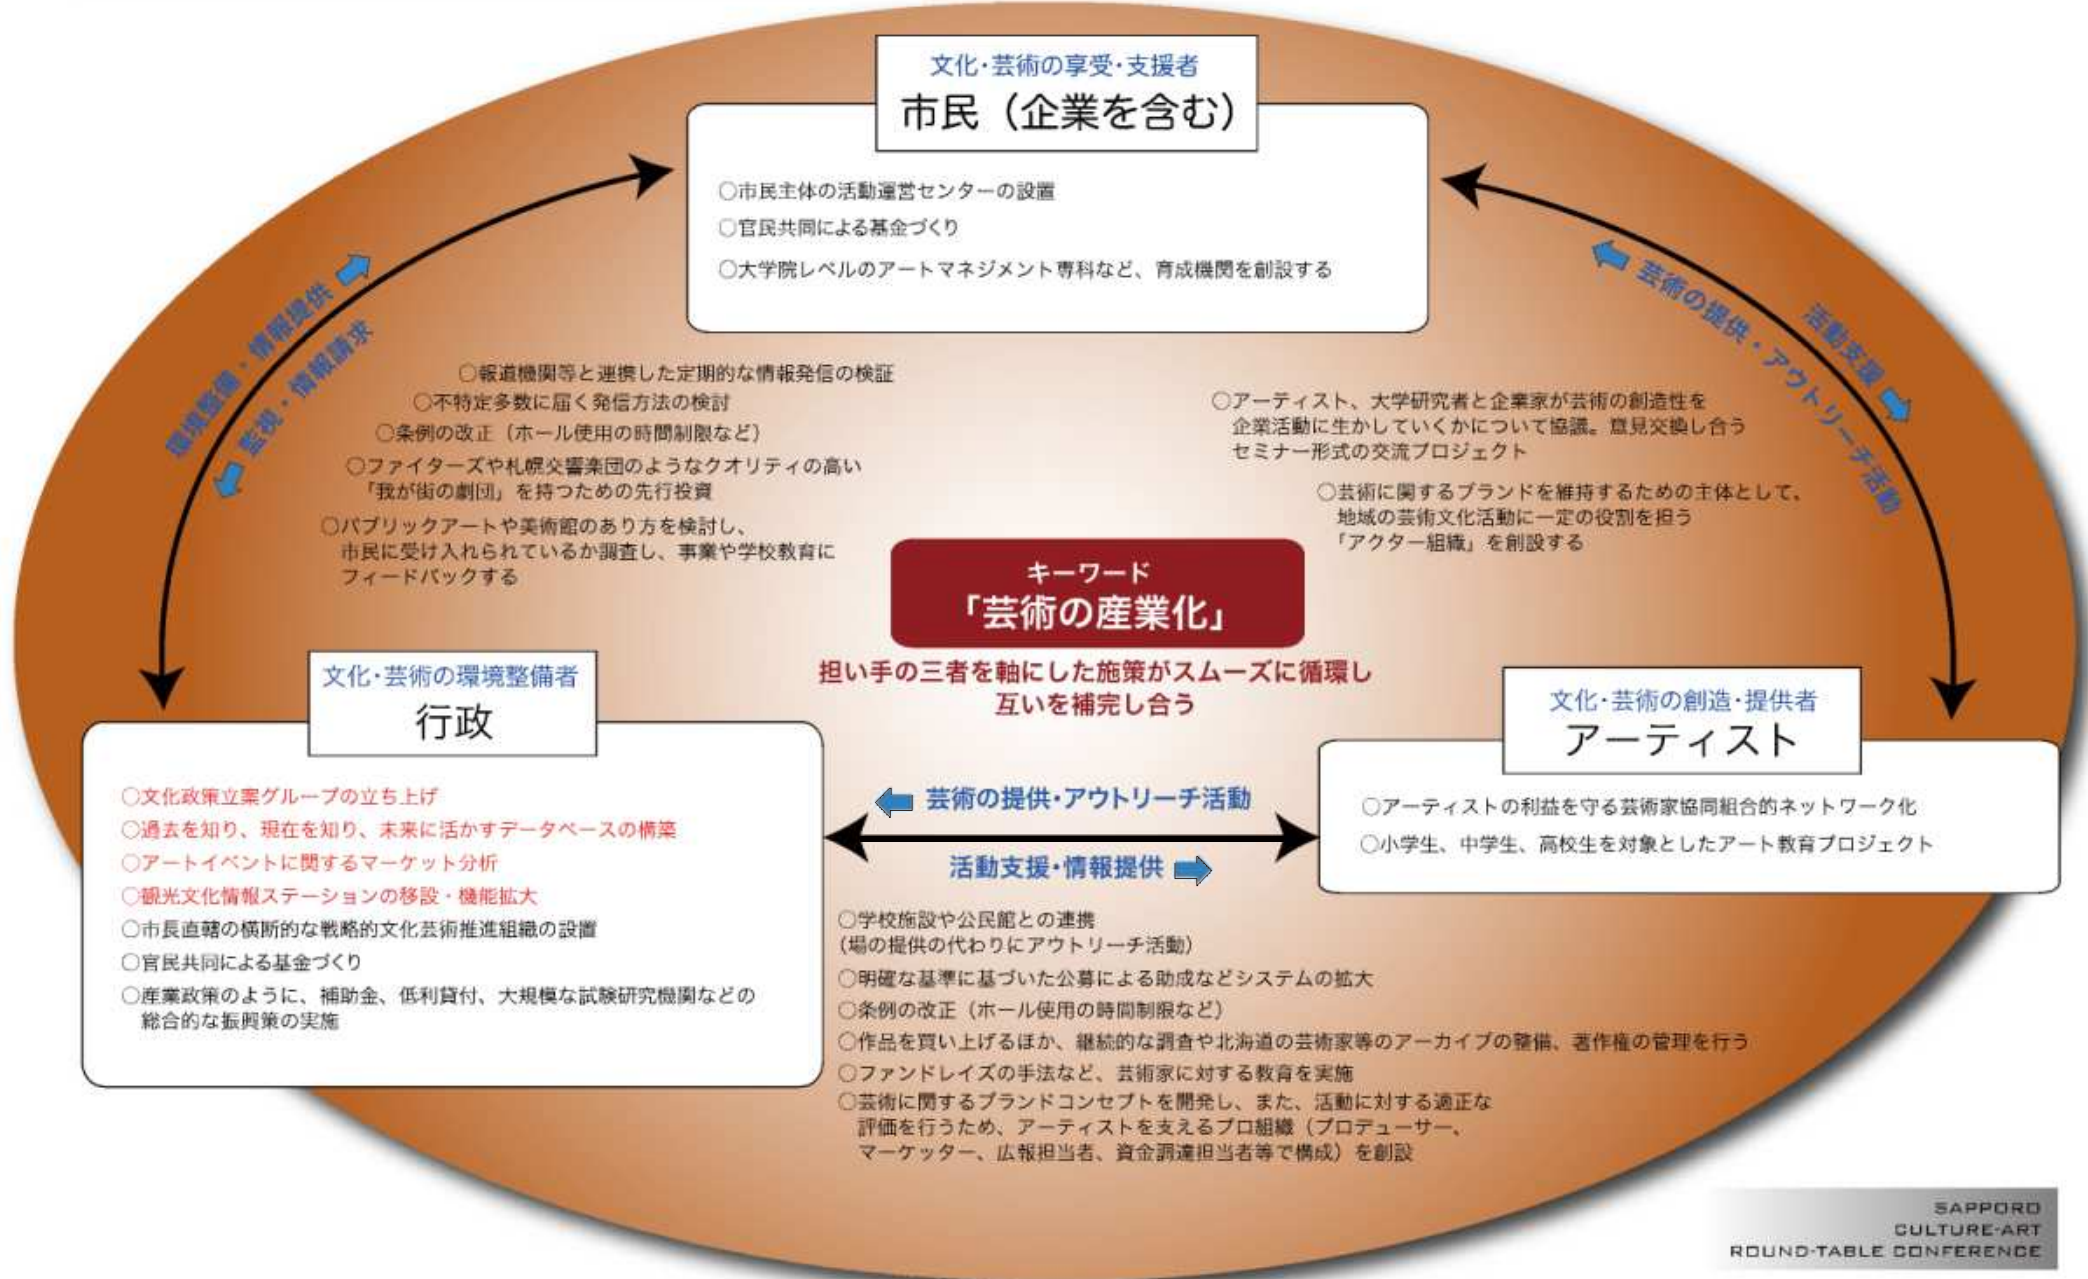 文化・芸術の享受・支援者
市民（企業を含む）
○市民主体の活動運営センターの設置
○官民共同による基金づくり
○大学院レベルのアートマネジメント専科など、育成機関を創設する
環境整備・情報提供
監視・情報請求
芸術の提供・アウトリーチ活動
活動支援
○報道機関等と連携した定期的な情報発信の検証
○不特定多数に届く発信方法の検討
○条例の改正（ホール使用の時間制限など）
○ファイターズや札幌交響楽団のようなクオリティの高い
「我が街の劇団」を持つための先行投資
○パブリックアートや美術館のあり方を検討し、
市民に受け入れられているか調査し、事業や学校教育に
フィードバックする
○アーティスト、大学研究者と企業家が芸術の創造性を
企業活動に生かしていくかについて協議。意見交換し合う
セミナー形式の交流プロジェクト
○芸術に関するブランドを維持するための主体として、
地域の芸術文化活動に一定の役割を担う
「アクター組織」を創設する
キーワード
「芸術の産業化」
担い手の三者を軸にした施策がスムーズに循環し
互いを補完し合う
文化・芸術の環境整備者
行政
○文化政策立案グループの立ち上げ
○過去を知り、現在を知り、未来に活かすデータベースの構築
○アートイベントに関するマーケット分析
○観光文化情報ステーションの移設・機能拡大
○市長直轄の横断的な戦略的文化芸術推進組織の設置
○官民共同による基金づくり
○産業政策のように、補助金、低利貸付、大規模な試験研究機関などの
総合的な振興策の実施
文化・芸術の創造・提供者
アーティスト
○アーティストの利益を守る芸術家協同組合的ネットワーク化
○小学生、中学生、高校生を対象としたアート教育プロジェクト
芸術の提供・アウトリーチ活動
活動支援・情報提供
○学校施設や公民館との連携
(場の提供の代わりにアウトリーチ活動)
○明確な基準に基づいた公募による助成などシステムの拡大
○条例の改正（ホール使用の時間制限など）
○作品を買い上げるほか、継続的な調査や北海道の芸術家等のアーカイブの整備、著作権の管理を行う
○ファンドレイズの手法など、芸術家に対する教育を実施
○芸術に関するブランドコンセプトを開発し、また、活動に対する適正な
評価を行うため、アーティストを支えるプロ組織（プロデューサー、
マーケッター、広報担当者、資金調達担当者等で構成）を創設
SAPPORO
CULTURE-ART
ROUND-TABLE CONFERENCE